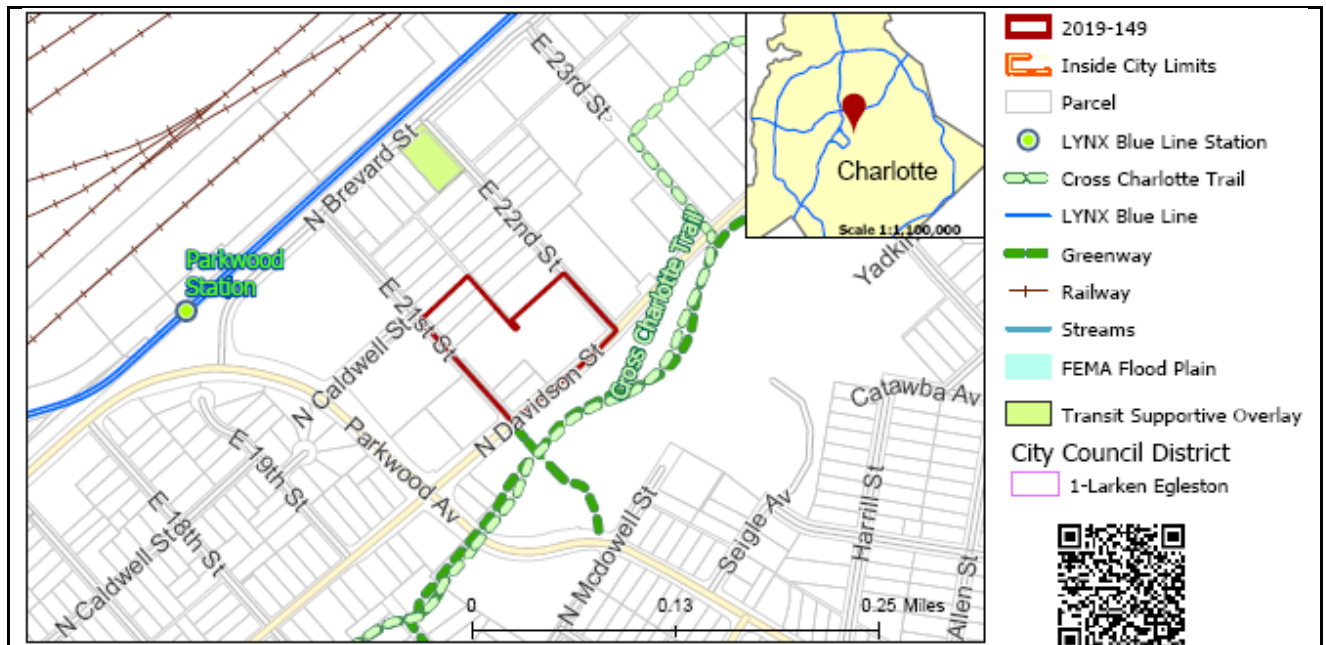 E 23rd St
N Brevard St
E 22nd St
Charlotte
Scale 1:1,100,000
Parkwood
Station
E 21st St
N Caldwell St
Cross Charlotte Trail
N Davidson St
Catawba Av
Parkwood Av
E 19th St
E 18th St
N Caldwell St
N Mcdowell St
Seigle Av
Harrill St
Allen St
0
0.13
0.25 Miles
2019-149
Inside City Limits
Parcel
LYNX Blue Line Station
Cross Charlotte Trail
LYNX Blue Line
Greenway
Railway
Streams
FEMA Flood Plain
Transit Supportive Overlay
City Council District
1-Larken Egleston